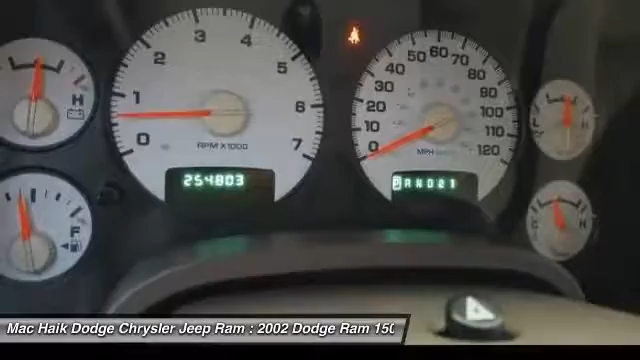 3
2
4
1
5
0
6
7
RPM X1000
254803
H
F
60
50
70
40
80
30
90
20
100
10
110
0
120
MPH
PRND21
L
H
C
H
Mac Haik Dodge Chrysler Jeep Ram : 2002 Dodge Ram 150